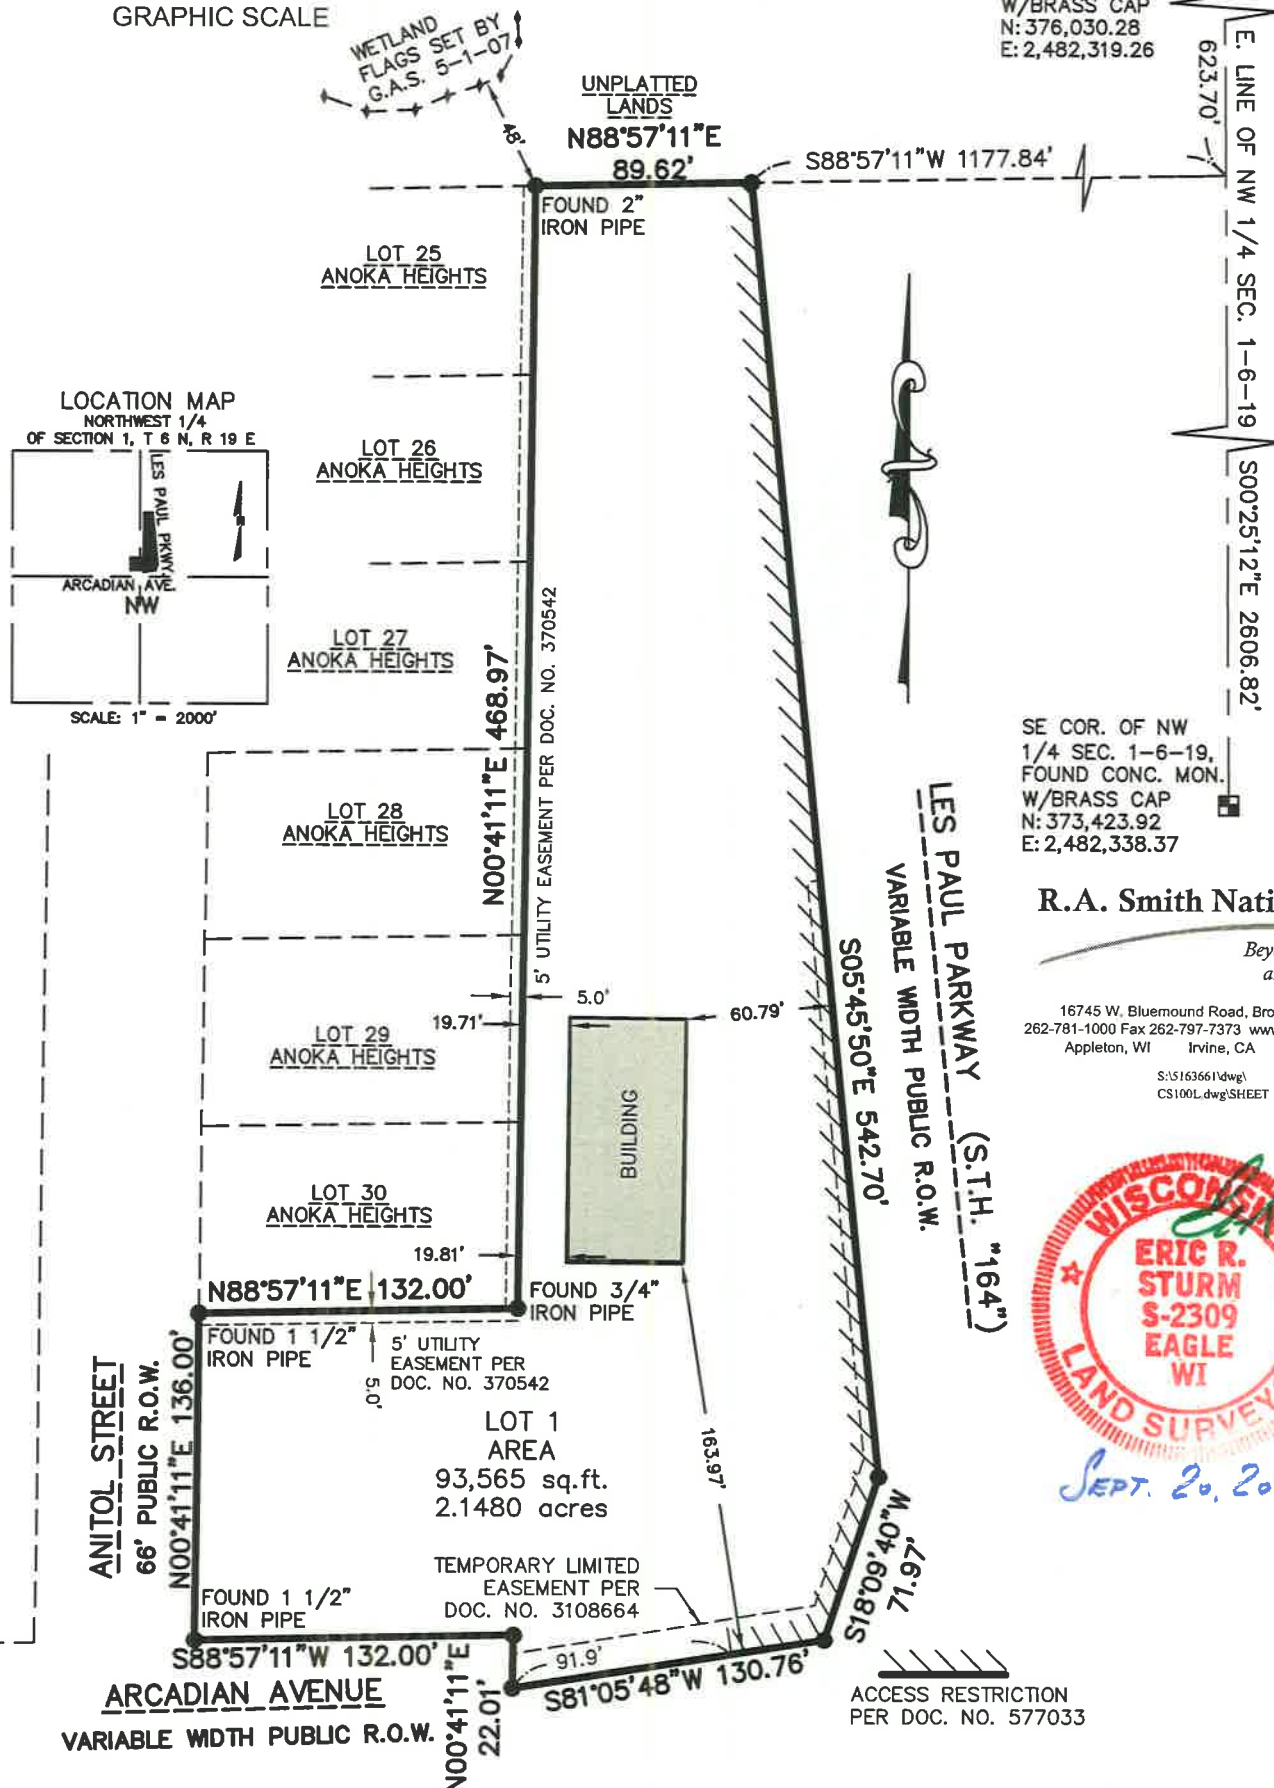 GRAPHIC SCALE
WETLAND
FLAGS SET BY
G.A.S. 5-1-07
48'
UNPLATTED
LANDS
N88°57'11"E
89.62'
S88°57'11"W 1177.84'
W/BRASS CAP
N: 376,030.28
E: 2,482,319.26
623.70'
E. LINE OF NW 1/4 SEC. 1-6-19 S00°25'12"E 2606.82'
FOUND 2"
IRON PIPE
LOT 25
ANOKA HEIGHTS
LOCATION MAP
NORTHWEST 1/4
OF SECTION 1, T 6 N, R 19 E
LES PAUL PKWY.
ARCADIAN AVE.
NW
SCALE: 1" = 2000'
LOT 26
ANOKA HEIGHTS
LOT 27
ANOKA HEIGHTS
N00°41'11"E 468.97'
5' UTILITY EASEMENT PER DOC. NO. 370542
LOT 28
ANOKA HEIGHTS
SE COR. OF NW
1/4 SEC. 1-6-19,
FOUND CONC. MON.
W/BRASS CAP
N: 373,423.92
E: 2,482,338.37
LES PAUL PARKWAY (S.T.H. "164")
VARIABLE WIDTH PUBLIC R.O.W.
S05°45'50"E 542.70'
R.A. Smith Nati
Bey
a
16745 W. Bluemound Road, Bro
262-781-1000 Fax 262-797-7373 www
Appleton, WI Irvine, CA
S:\5163661\dwg\
CS100L.dwg\SHEET
5.0'
19.71'
60.79'
LOT 29
ANOKA HEIGHTS
BUILDING
LOT 30
ANOKA HEIGHTS
19.81'
WISCONSIN
ERIC R.
STURM
S-2309
EAGLE
WI
LAND SURVEY
SEPT. 20, 20
N88°57'11"E 132.00'
FOUND 3/4"
IRON PIPE
FOUND 1 1/2"
IRON PIPE
5' UTILITY
EASEMENT PER
DOC. NO. 370542
5.0'
ANITOL STREET
66' PUBLIC R.O.W.
N00°41'11"E 136.00'
LOT 1
AREA
93,565 sq.ft.
2.1480 acres
163.97'
TEMPORARY LIMITED
EASEMENT PER
DOC. NO. 3108664
S18°09'40"W
71.97'
FOUND 1 1/2"
IRON PIPE
S88°57'11"W 132.00'
91.9'
S81°05'48"W 130.76'
N00°41'11"E
22.01'
ARCADIAN AVENUE
VARIABLE WIDTH PUBLIC R.O.W.
ACCESS RESTRICTION
PER DOC. NO. 577033